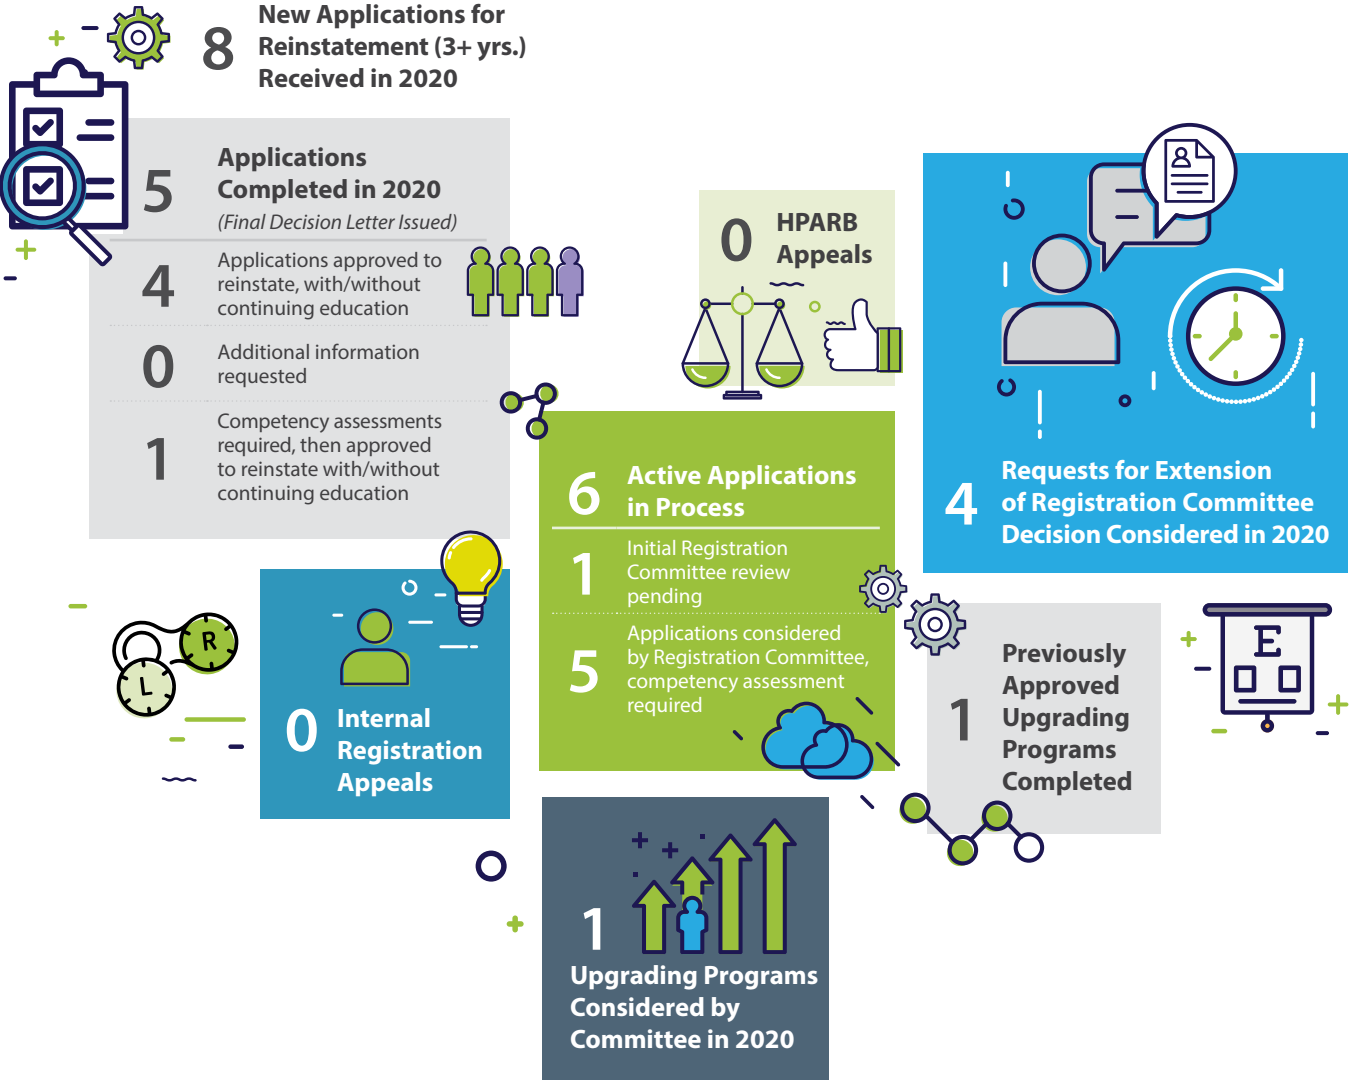 8
New Applications for
Reinstatement (3+ yrs.)
Received in 2020
5
Applications
Completed in 2020
(Final Decision Letter Issued)
4
Applications approved to
reinstate, with/without
continuing education
0
Additional information
requested
1
Competency assessments
required, then approved
to reinstate with/without
continuing education
0
HPARB
Appeals
4
Requests for Extension
of Registration Committee
Decision Considered in 2020
6
Active Applications
in Process
1
Initial Registration
Committee review
pending
5
Applications considered
by Registration Committee,
competency assessment
required
R
L
0
Internal
Registration
Appeals
1
Previously
Approved
Upgrading
Programs
Completed
E
1
Upgrading Programs
Considered by
Committee in 2020